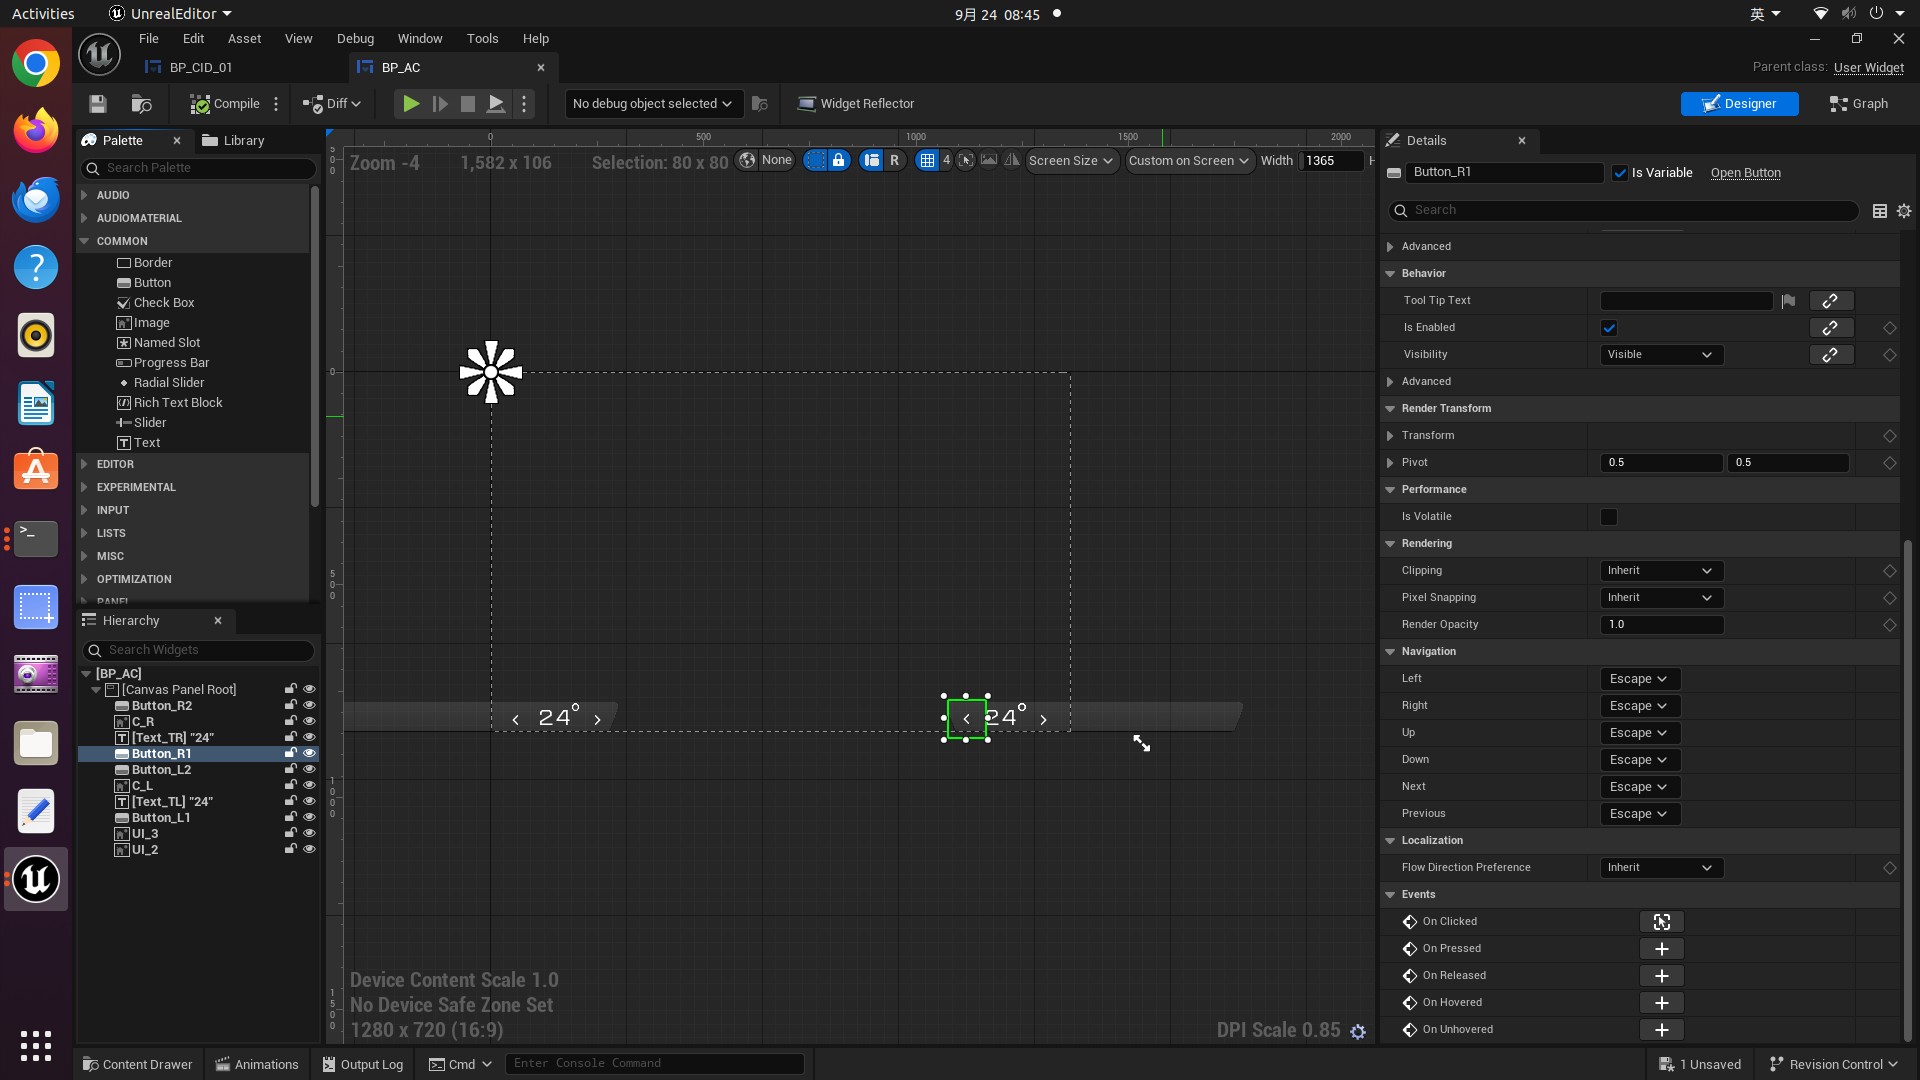 Activities
UnrealEditor
9月 24 08:45
英
File Edit Asset View Debug Window Tools Help
BP_CID_01
BP_AC
Parent class: User Widget
Compile
Diff
No debug object selected
Widget Reflector
Designer
Graph
Palette
Library
Search Palette
AUDIO
AUDIOMATERIAL
COMMON
Border
Button
Check Box
Image
Named Slot
Progress Bar
Radial Slider
Rich Text Block
Slider
Text
EDITOR
EXPERIMENTAL
INPUT
LISTS
MISC
OPTIMIZATION
PANEL
Hierarchy
Search Widgets
[BP_AC]
[Canvas Panel Root]
Button_R2
C_R
[Text_TR] "24"
Button_R1
Button_L2
C_L
[Text_TL] "24"
Button_L1
UI_3
UI_2
0 500 1000 1500 2000
500
0
500
1000
1500
Zoom -4
1,582 x 106
Selection: 80 x 80
None
R
4
Screen Size
Custom on Screen
Width 1365 H
< 24° >
< 24° >
Device Content Scale 1.0
No Device Safe Zone Set
1280 x 720 (16:9)
DPI Scale 0.85
Details
Button_R1
Is Variable
Open Button
Search
Advanced
Behavior
Tool Tip Text
Is Enabled
Visibility Visible
Advanced
Render Transform
Transform
Pivot 0.5 0.5
Performance
Is Volatile
Rendering
Clipping Inherit
Pixel Snapping Inherit
Render Opacity 1.0
Navigation
Left Escape
Right Escape
Up Escape
Down Escape
Next Escape
Previous Escape
Localization
Flow Direction Preference Inherit
Events
On Clicked
On Pressed
On Released
On Hovered
On Unhovered
Content Drawer
Animations
Output Log
Cmd
Enter Console Command
1 Unsaved
Revision Control